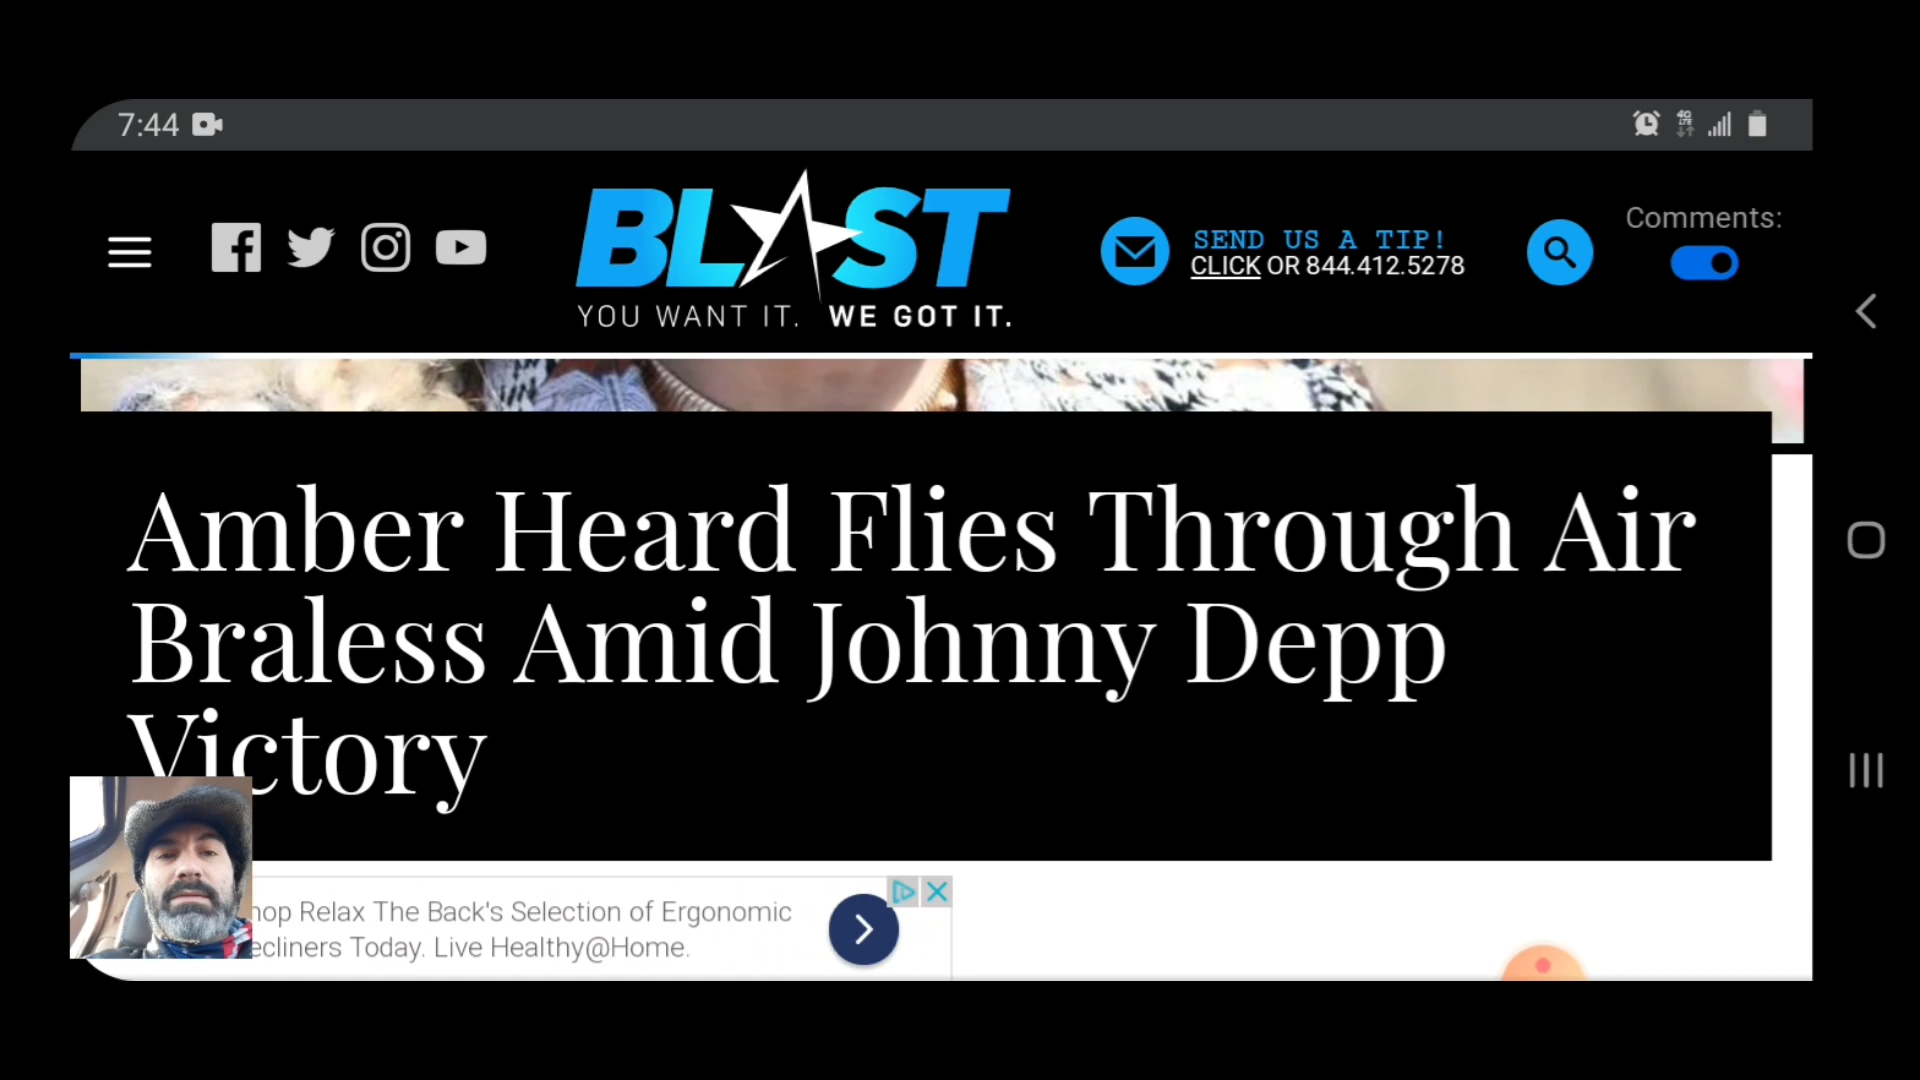 7:44
4G
LTE
BLAST
YOU WANT IT. WE GOT IT.
SEND US A TIP!
CLICK OR 844.412.5278
Comments:
Amber Heard Flies Through Air
Braless Amid Johnny Depp
Victory
Relax The Back's Selection of Ergonomic
Today. Live Healthy@Home.